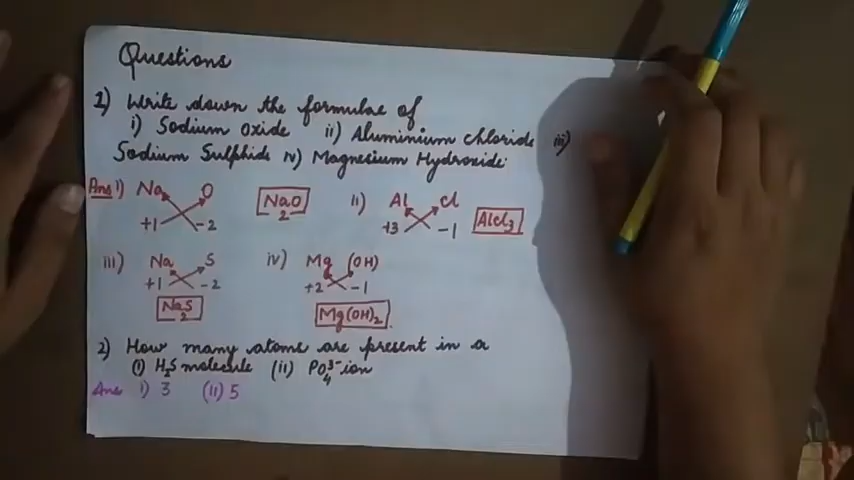 Questions
1) Write down the formulae of
i) Sodium Oxide ii) Aluminium chloride iii)
Sodium Sulphide iv) Magnesium Hydroxide.
Ans i) Na O Na₂O ii) Al Cl AlCl₃
+1 -2 +3 -1
iii) Na S iv) Mg (OH)
+1 -2 +2 -1
Na₂S Mg(OH)₂
2) How many atoms are present in a
(i) H₂S molecule (ii) PO₄³⁻ ion
Ans i) 3 (ii) 5